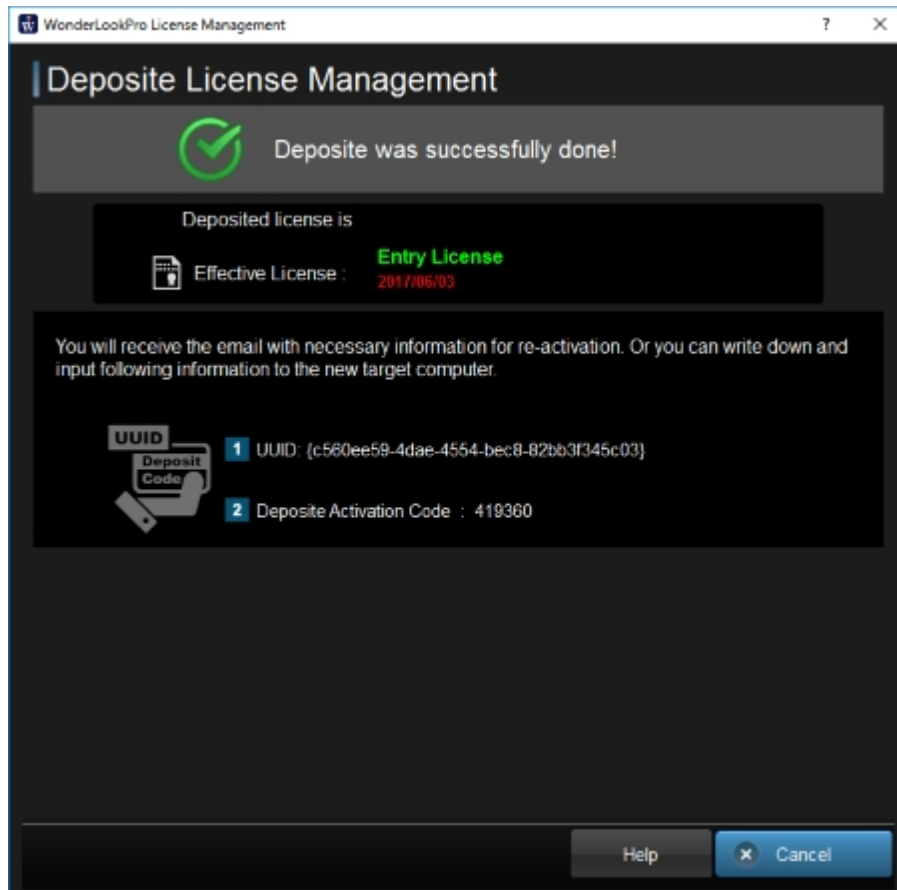 WonderLookPro License Management
Deposite License Management
Deposite was successfully done!
Deposited license is
Effective License :
Entry License
2017/06/03
You will receive the email with necessary information for re-activation. Or you can write down and
input following information to the new target computer.
UUID
Deposit
Code
1 UUID: {c560ee59-4dae-4554-bec8-82bb3f345c03}
2 Deposite Activation Code : 419360
Help
Cancel